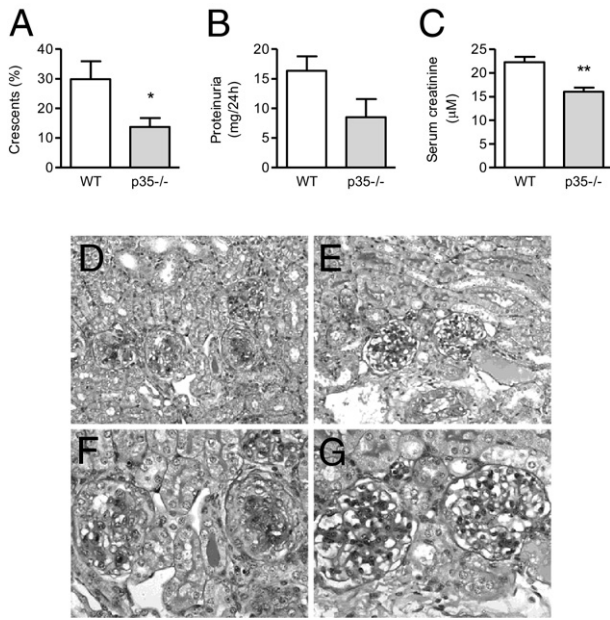 A
B
C
Crescents (%)
40
30
20
10
0
*
WT
p35-/-
Proteinuria
(mg/24h)
20
15
10
5
0
WT
p35-/-
Serum creatinine
(μM)
25
20
15
10
5
0
**
WT
p35-/-
D
E
F
G